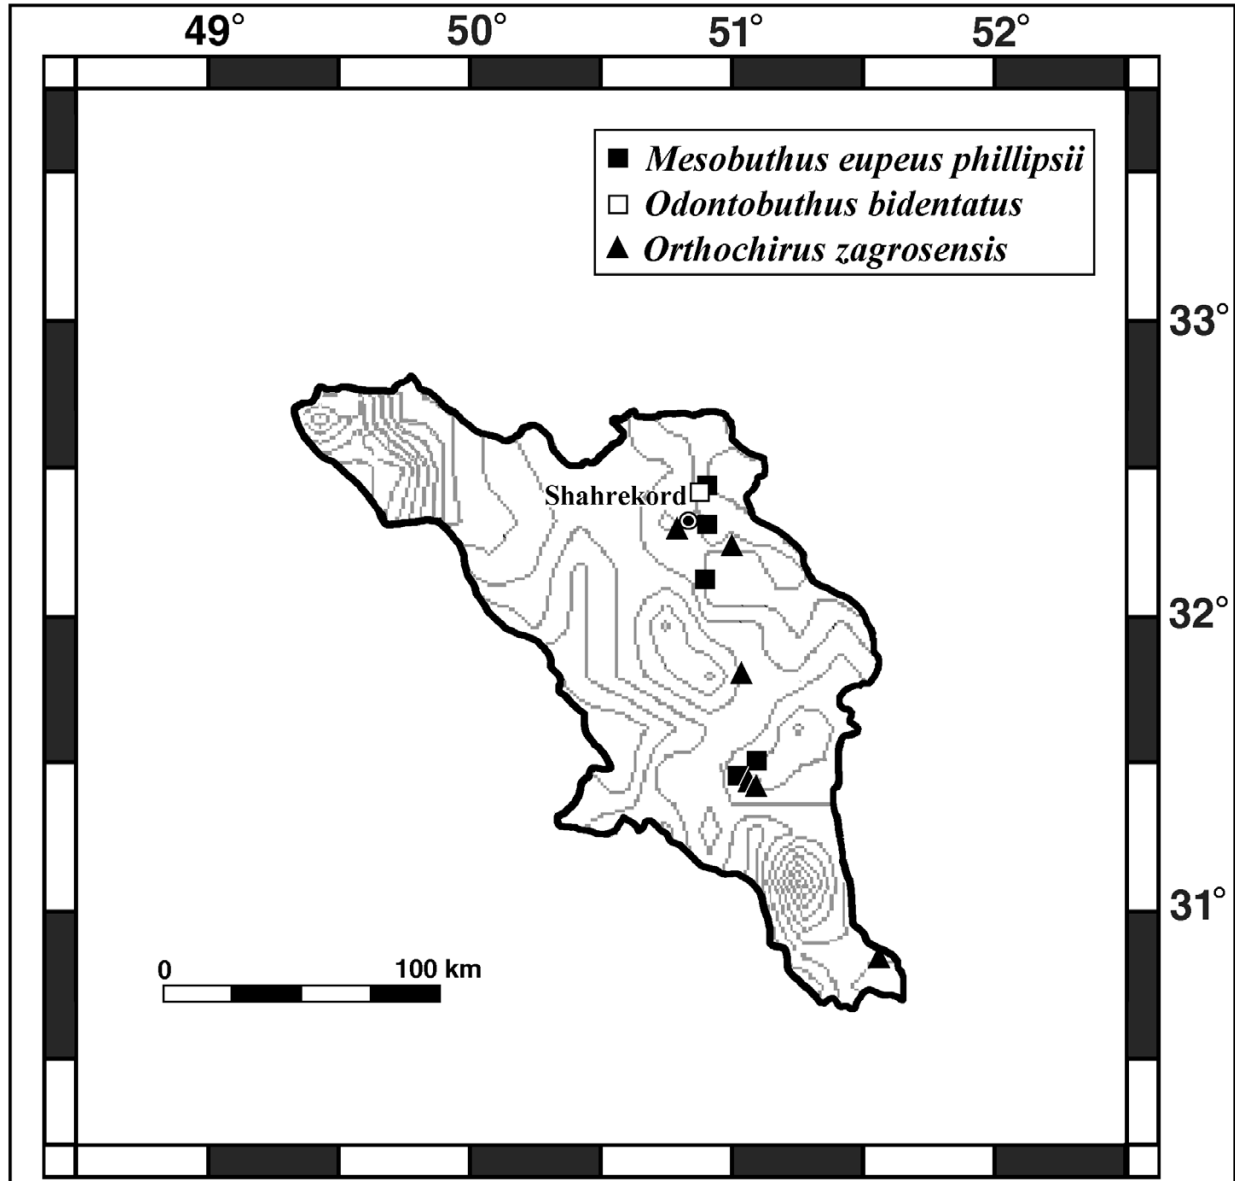 49° 50° 51° 52°
Mesobuthus eupeus phillipsii
Odontobuthus bidentatus
Orthochirus zagrosensis
33°
Shahrekord
32°
31°
0 100 km